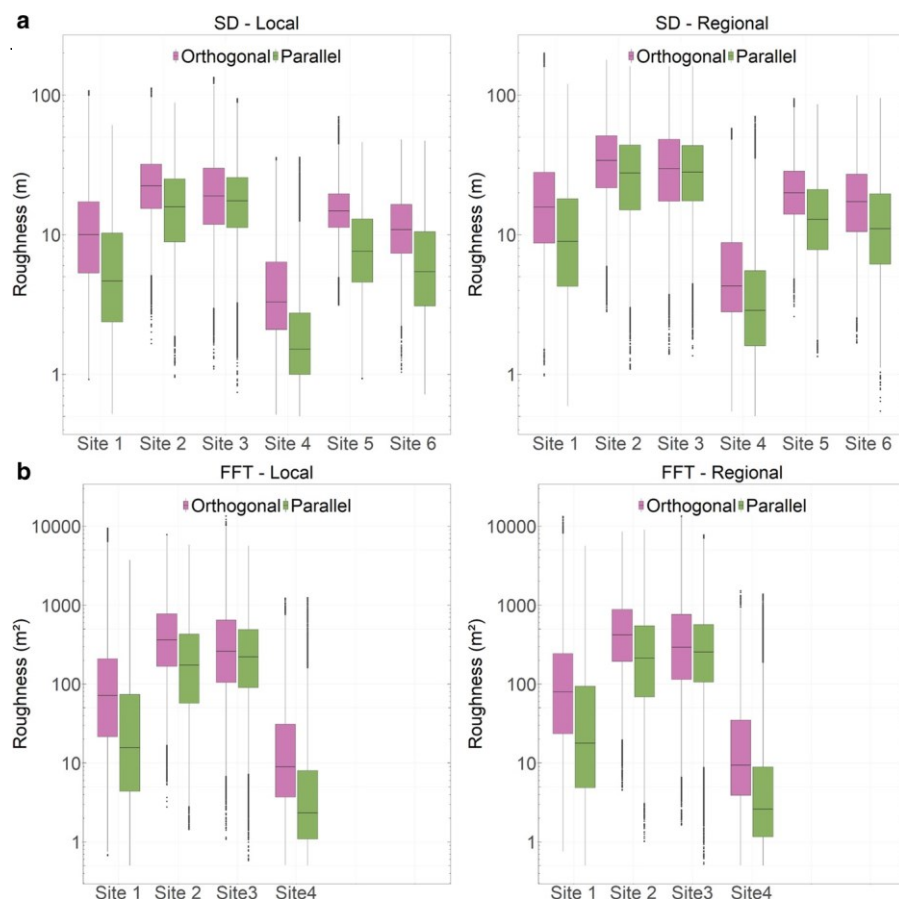 a
SD - Local
Orthogonal Parallel
Roughness (m)
100
10
1
Site 1 Site 2 Site 3 Site 4 Site 5 Site 6
SD - Regional
Orthogonal Parallel
Roughness (m)
100
10
1
Site 1 Site 2 Site 3 Site 4 Site 5 Site 6
b
FFT - Local
Orthogonal Parallel
Roughness (m²)
10000
1000
100
10
1
Site 1 Site 2 Site3 Site4
FFT - Regional
Orthogonal Parallel
Roughness (m²)
10000
1000
100
10
1
Site 1 Site 2 Site3 Site4